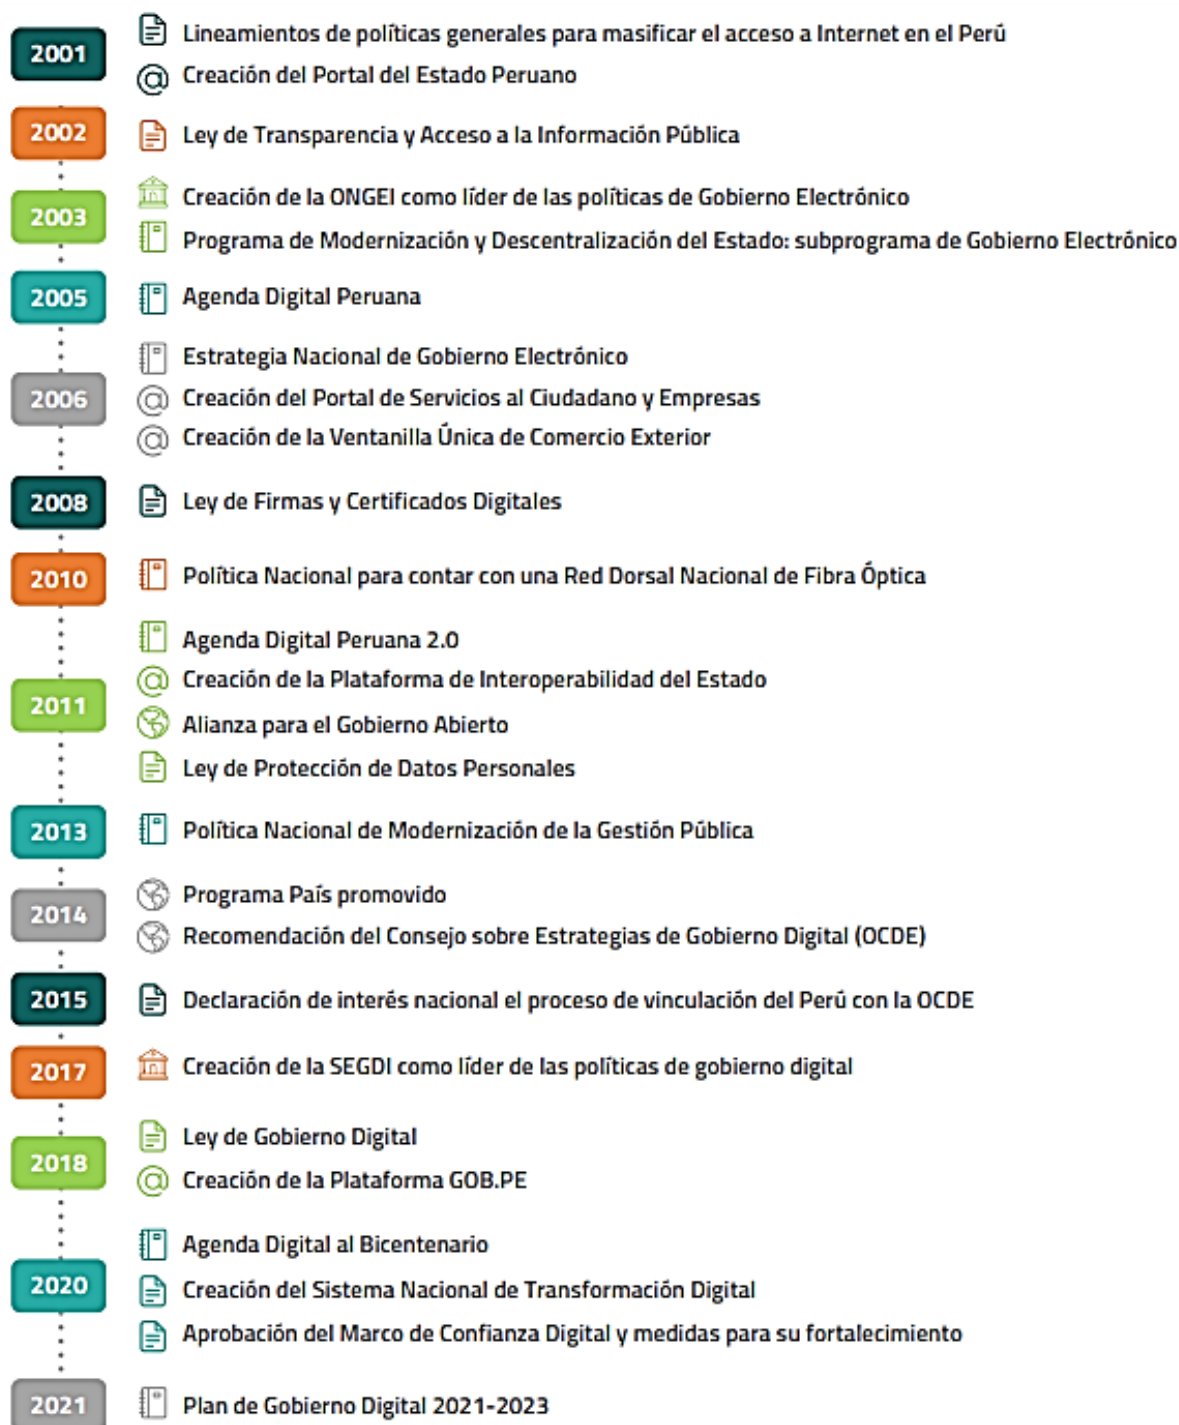 2001
Lineamientos de políticas generales para masificar el acceso a Internet en el Perú
Creación del Portal del Estado Peruano
2002
Ley de Transparencia y Acceso a la Información Pública
2003
Creación de la ONGEI como líder de las políticas de Gobierno Electrónico
Programa de Modernización y Descentralización del Estado: subprograma de Gobierno Electrónico
2005
Agenda Digital Peruana
2006
Estrategia Nacional de Gobierno Electrónico
Creación del Portal de Servicios al Ciudadano y Empresas
Creación de la Ventanilla Única de Comercio Exterior
2008
Ley de Firmas y Certificados Digitales
2010
Política Nacional para contar con una Red Dorsal Nacional de Fibra Óptica
2011
Agenda Digital Peruana 2.0
Creación de la Plataforma de Interoperabilidad del Estado
Alianza para el Gobierno Abierto
Ley de Protección de Datos Personales
2013
Política Nacional de Modernización de la Gestión Pública
2014
Programa País promovido
Recomendación del Consejo sobre Estrategias de Gobierno Digital (OCDE)
2015
Declaración de interés nacional el proceso de vinculación del Perú con la OCDE
2017
Creación de la SEGDI como líder de las políticas de gobierno digital
2018
Ley de Gobierno Digital
Creación de la Plataforma GOB.PE
2020
Agenda Digital al Bicentenario
Creación del Sistema Nacional de Transformación Digital
Aprobación del Marco de Confianza Digital y medidas para su fortalecimiento
2021
Plan de Gobierno Digital 2021-2023